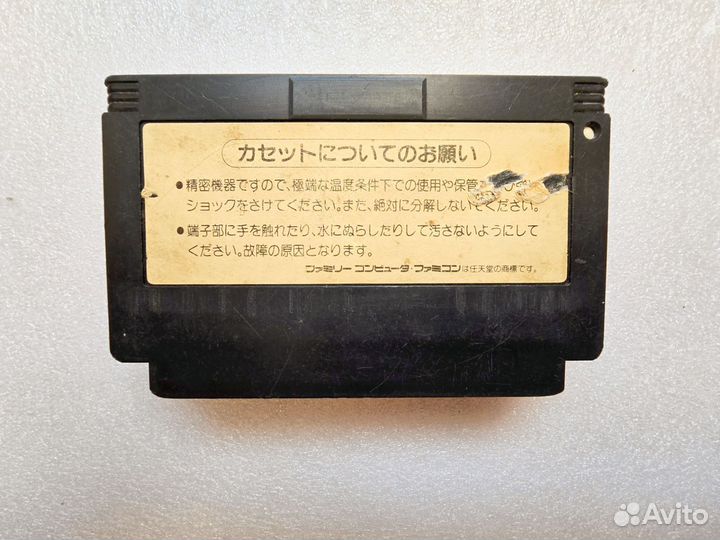 カセットについてのお願い
●精密機器ですので、極端な温度条件下での使用や保管
ショックをさけてください。また、絶対に分解しないでください。
●端子部に手を触れたり、水にぬらしたりして汚さないようにして
ください。故障の原因となります。
ファミリーコンピュータ・ファミコンは任天堂の商標です。
Avito